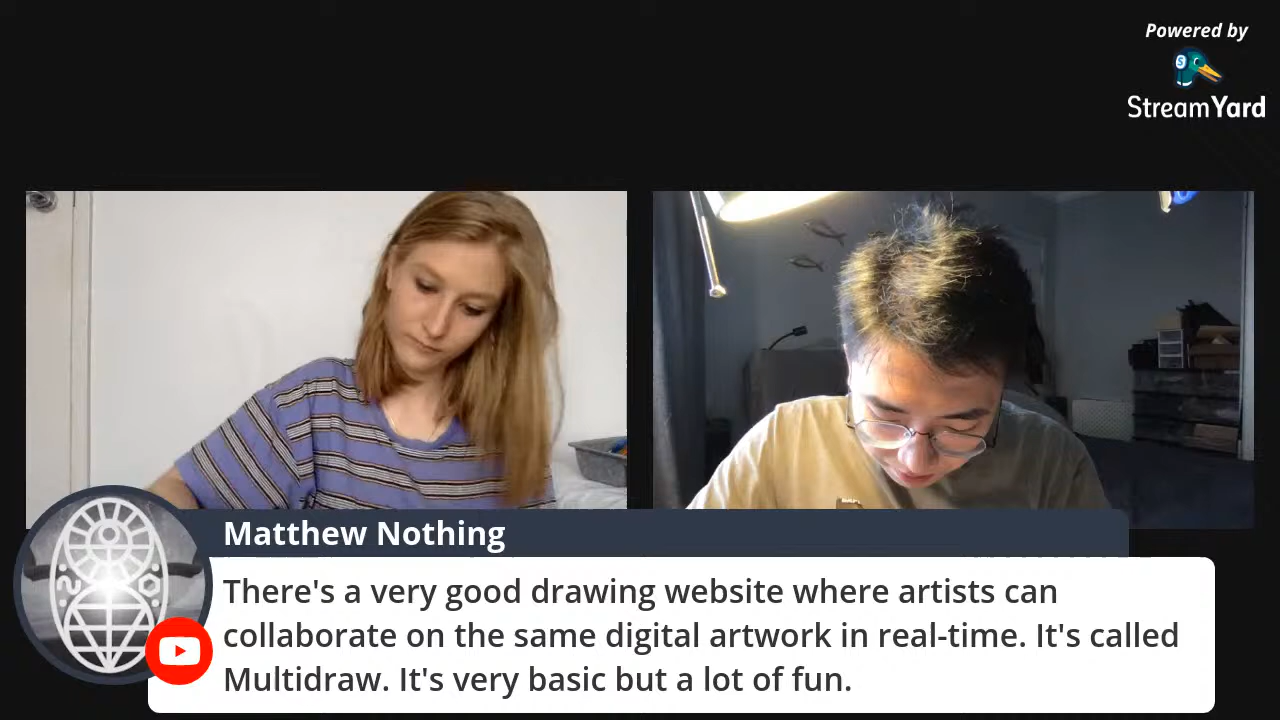 Powered by
StreamYard
Matthew Nothing
There's a very good drawing website where artists can
collaborate on the same digital artwork in real-time. It's called
Multidraw. It's very basic but a lot of fun.